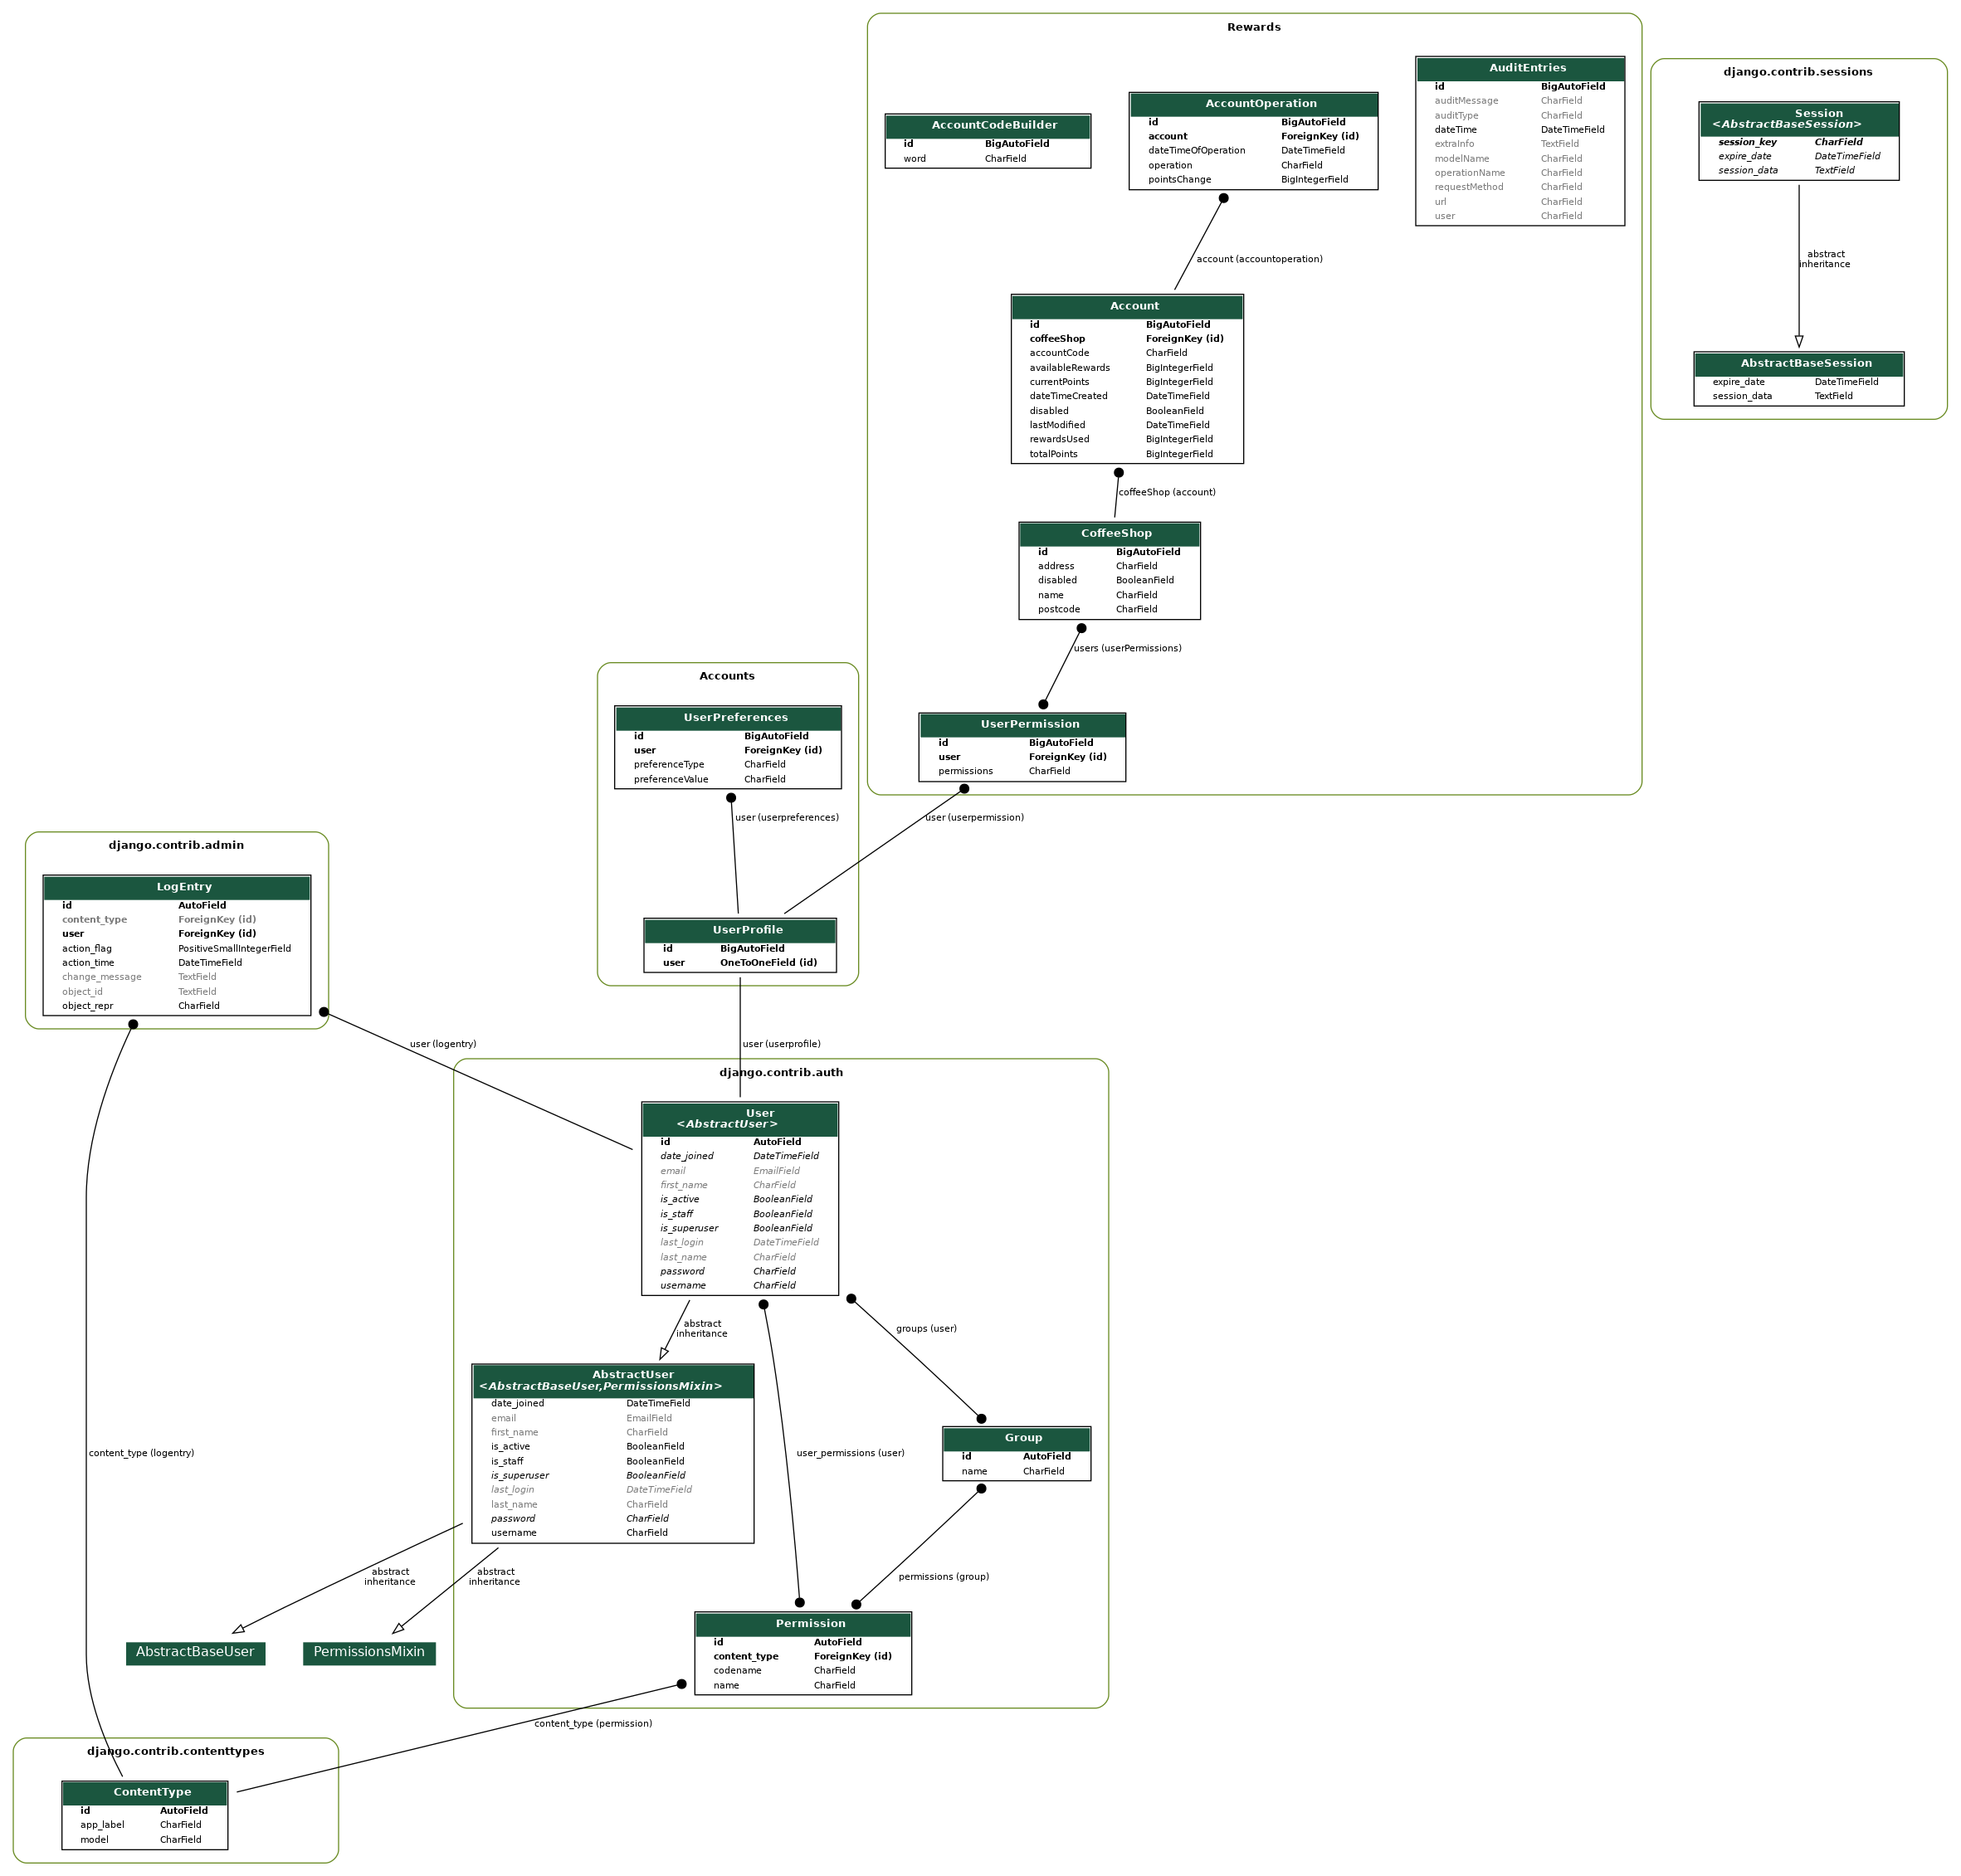 Rewards
AuditEntries
id BigAutoField
auditMessage CharField
auditType CharField
dateTime DateTimeField
extraInfo TextField
modelName CharField
operationName CharField
requestMethod CharField
url CharField
user CharField
AccountOperation
id BigAutoField
account ForeignKey (id)
dateTimeOfOperation DateTimeField
operation CharField
pointsChange BigIntegerField
AccountCodeBuilder
id BigAutoField
word CharField
account (accountoperation)
Account
id BigAutoField
coffeeShop ForeignKey (id)
accountCode CharField
availableRewards BigIntegerField
currentPoints BigIntegerField
dateTimeCreated DateTimeField
disabled BooleanField
lastModified DateTimeField
rewardsUsed BigIntegerField
totalPoints BigIntegerField
coffeeShop (account)
CoffeeShop
id BigAutoField
address CharField
disabled BooleanField
name CharField
postcode CharField
users (userPermissions)
UserPermission
id BigAutoField
user ForeignKey (id)
permissions CharField
user (userpermission)
django.contrib.sessions
Session
<AbstractBaseSession>
session_key CharField
expire_date DateTimeField
session_data TextField
abstract
inheritance
AbstractBaseSession
expire_date DateTimeField
session_data TextField
Accounts
UserPreferences
id BigAutoField
user ForeignKey (id)
preferenceType CharField
preferenceValue CharField
user (userpreferences)
UserProfile
id BigAutoField
user OneToOneField (id)
user (userprofile)
django.contrib.admin
LogEntry
id AutoField
content_type ForeignKey (id)
user ForeignKey (id)
action_flag PositiveSmallIntegerField
action_time DateTimeField
change_message TextField
object_id TextField
object_repr CharField
user (logentry)
content_type (logentry)
django.contrib.auth
User
<AbstractUser>
id AutoField
date_joined DateTimeField
email EmailField
first_name CharField
is_active BooleanField
is_staff BooleanField
is_superuser BooleanField
last_login DateTimeField
last_name CharField
password CharField
username CharField
abstract
inheritance
groups (user)
user_permissions (user)
AbstractUser
<AbstractBaseUser,PermissionsMixin>
date_joined DateTimeField
email EmailField
first_name CharField
is_active BooleanField
is_staff BooleanField
is_superuser BooleanField
last_login DateTimeField
last_name CharField
password CharField
username CharField
Group
id AutoField
name CharField
permissions (group)
abstract
inheritance
abstract
inheritance
AbstractBaseUser
PermissionsMixin
Permission
id AutoField
content_type ForeignKey (id)
codename CharField
name CharField
content_type (permission)
django.contrib.contenttypes
ContentType
id AutoField
app_label CharField
model CharField